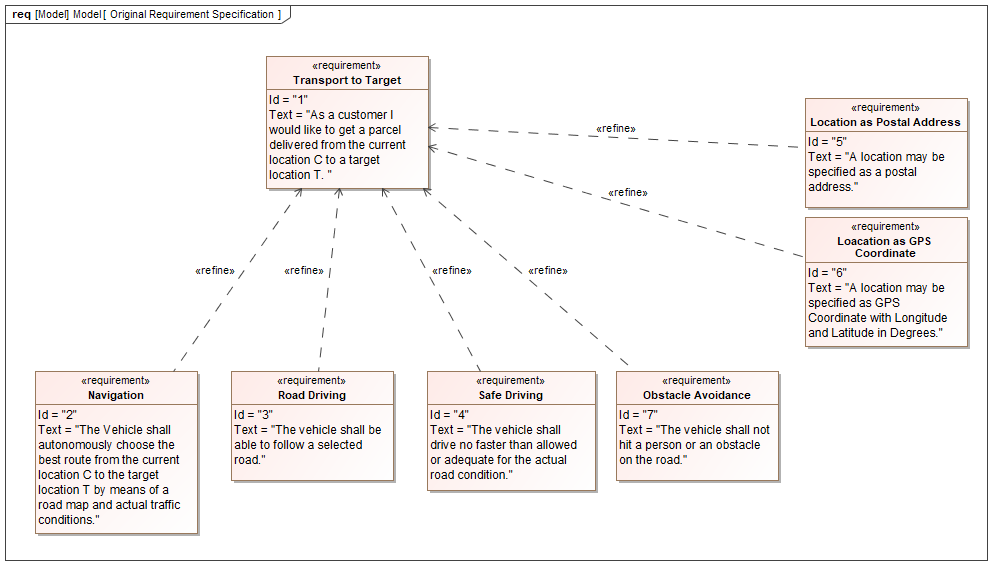 req [Model] Model [ Original Requirement Specification ]
«requirement»
Transport to Target
Id = "1"
Text = "As a customer I
would like to get a parcel
delivered from the current
location C to a target
location T. "
«requirement»
Location as Postal Address
Id = "5"
Text = "A location may be
specified as a postal
address."
«refine»
«refine»
«requirement»
Loacation as GPS
Coordinate
Id = "6"
Text = "A location may be
specified as GPS
Coordinate with Longitude
and Latitude in Degrees."
«refine»
«refine»
«refine»
«refine»
«requirement»
Navigation
Id = "2"
Text = "The Vehicle shall
autonomously choose the
best route from the current
location C to the target
location T by means of a
road map and actual traffic
conditions."
«requirement»
Road Driving
Id = "3"
Text = "The vehicle shall be
able to follow a selected
road."
«requirement»
Safe Driving
Id = "4"
Text = "The vehicle shall
drive no faster than allowed
or adequate for the actual
road condition."
«requirement»
Obstacle Avoidance
Id = "7"
Text = "The vehicle shall not
hit a person or an obstacle
on the road."